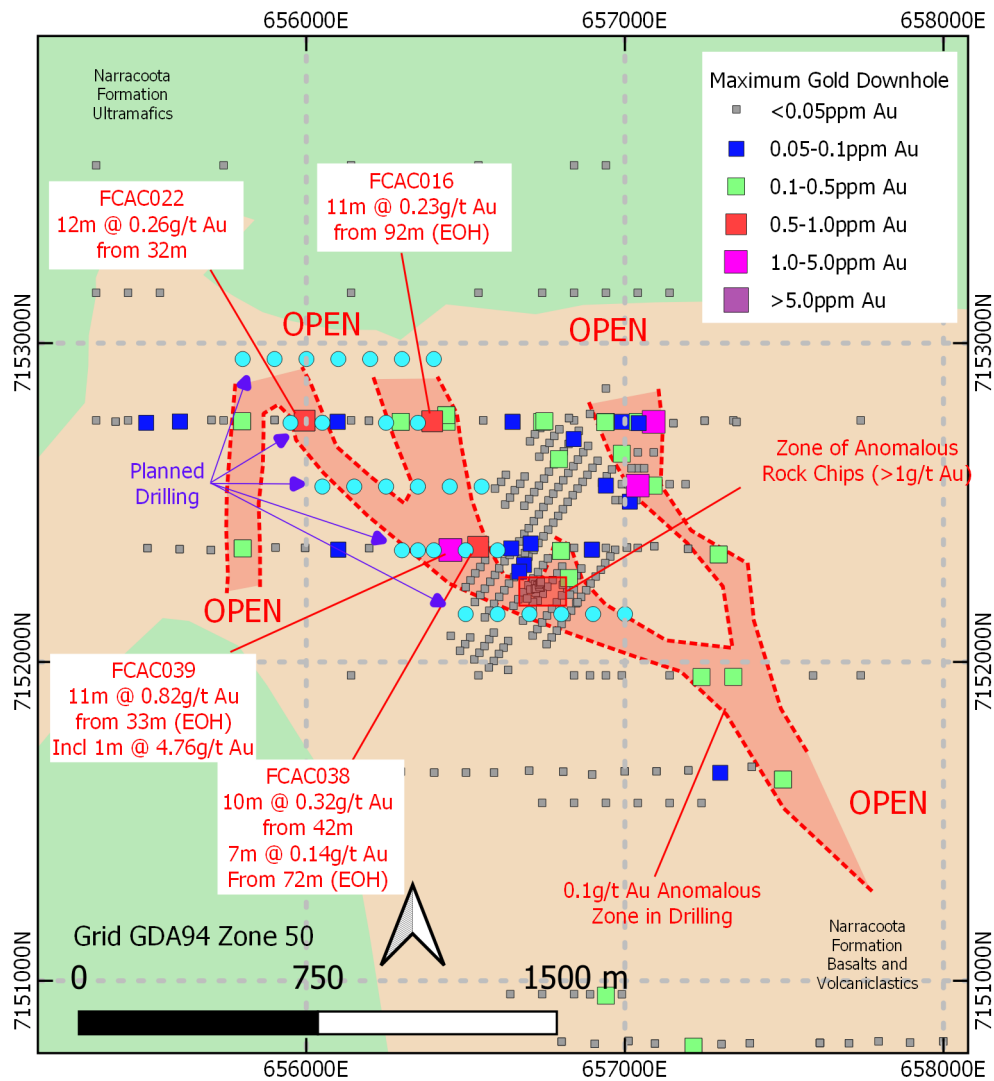 656000E
657000E
658000E
Narracoota
Formation
Ultramafics
Maximum Gold Downhole
<0.05ppm Au
0.05-0.1ppm Au
0.1-0.5ppm Au
0.5-1.0ppm Au
1.0-5.0ppm Au
>5.0ppm Au
FCAC022
12m @ 0.26g/t Au
from 32m
FCAC016
11m @ 0.23g/t Au
from 92m (EOH)
7153000N
OPEN
OPEN
7153000N
Zone of Anomalous
Rock Chips (>1g/t Au)
Planned
Drilling
OPEN
7152000N
7152000N
FCAC039
11m @ 0.82g/t Au
from 33m (EOH)
Incl 1m @ 4.76g/t Au
FCAC038
10m @ 0.32g/t Au
from 42m
7m @ 0.14g/t Au
From 72m (EOH)
OPEN
0.1g/t Au Anomalous
Zone in Drilling
Narracoota
Formation
Basalts and
Volcaniclastics
Grid GDA94 Zone 50
0 750 1500 m
7151000N
7151000N
656000E
657000E
658000E